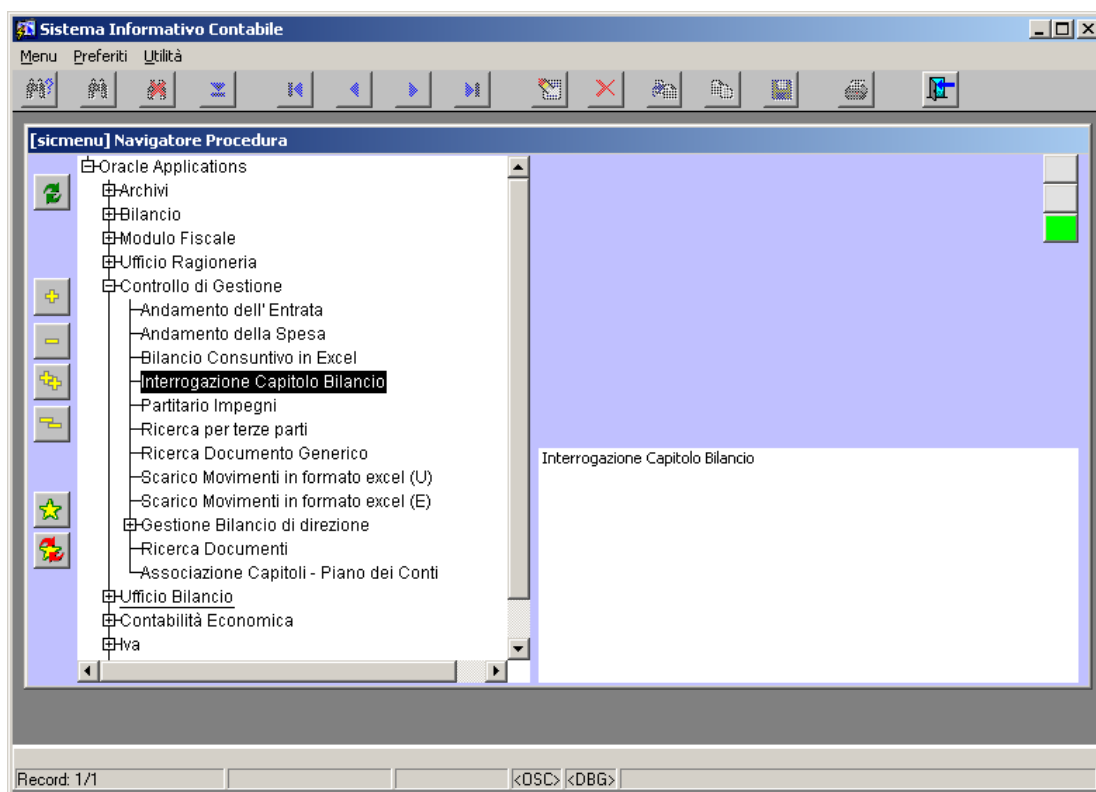 Sistema Informativo Contabile
Menu Preferiti Utilità
[sicmenu] Navigatore Procedura
Oracle Applications
Archivi
Bilancio
Modulo Fiscale
Ufficio Ragioneria
Controllo di Gestione
Andamento dell' Entrata
Andamento della Spesa
Bilancio Consuntivo in Excel
Interrogazione Capitolo Bilancio
Partitario Impegni
Ricerca per terze parti
Ricerca Documento Generico
Scarico Movimenti in formato excel (U)
Scarico Movimenti in formato excel (E)
Gestione Bilancio di direzione
Ricerca Documenti
Associazione Capitoli - Piano dei Conti
Ufficio Bilancio
Contabilità Economica
Iva
Interrogazione Capitolo Bilancio
Record: 1/1 <OSC> <DBG>